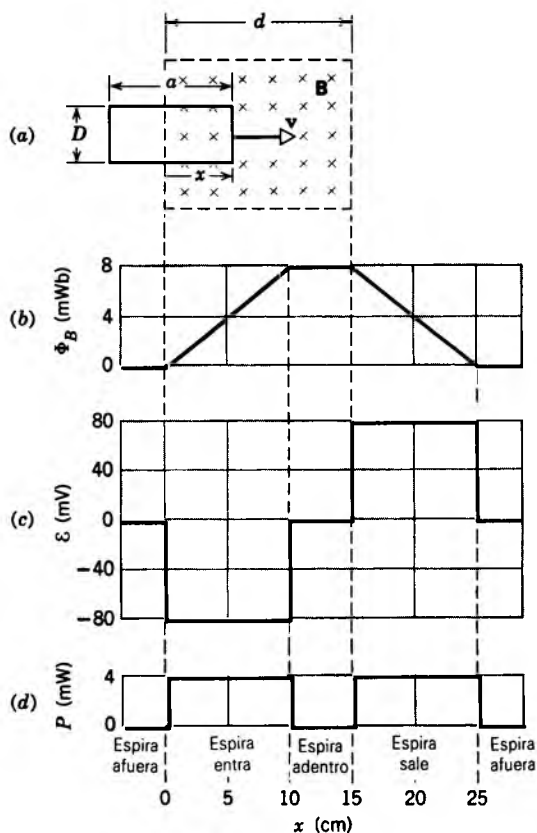 d
a
B
(a)
D
v
x
8
(b)
Φ_B (mWb)
4
0
80
40
(c)
ℰ (mV)
0
−40
−80
(d)
P (mW)
4
0
Espira afuera
Espira entra
Espira adentro
Espira sale
Espira afuera
0 5 10 15 20 25
x (cm)